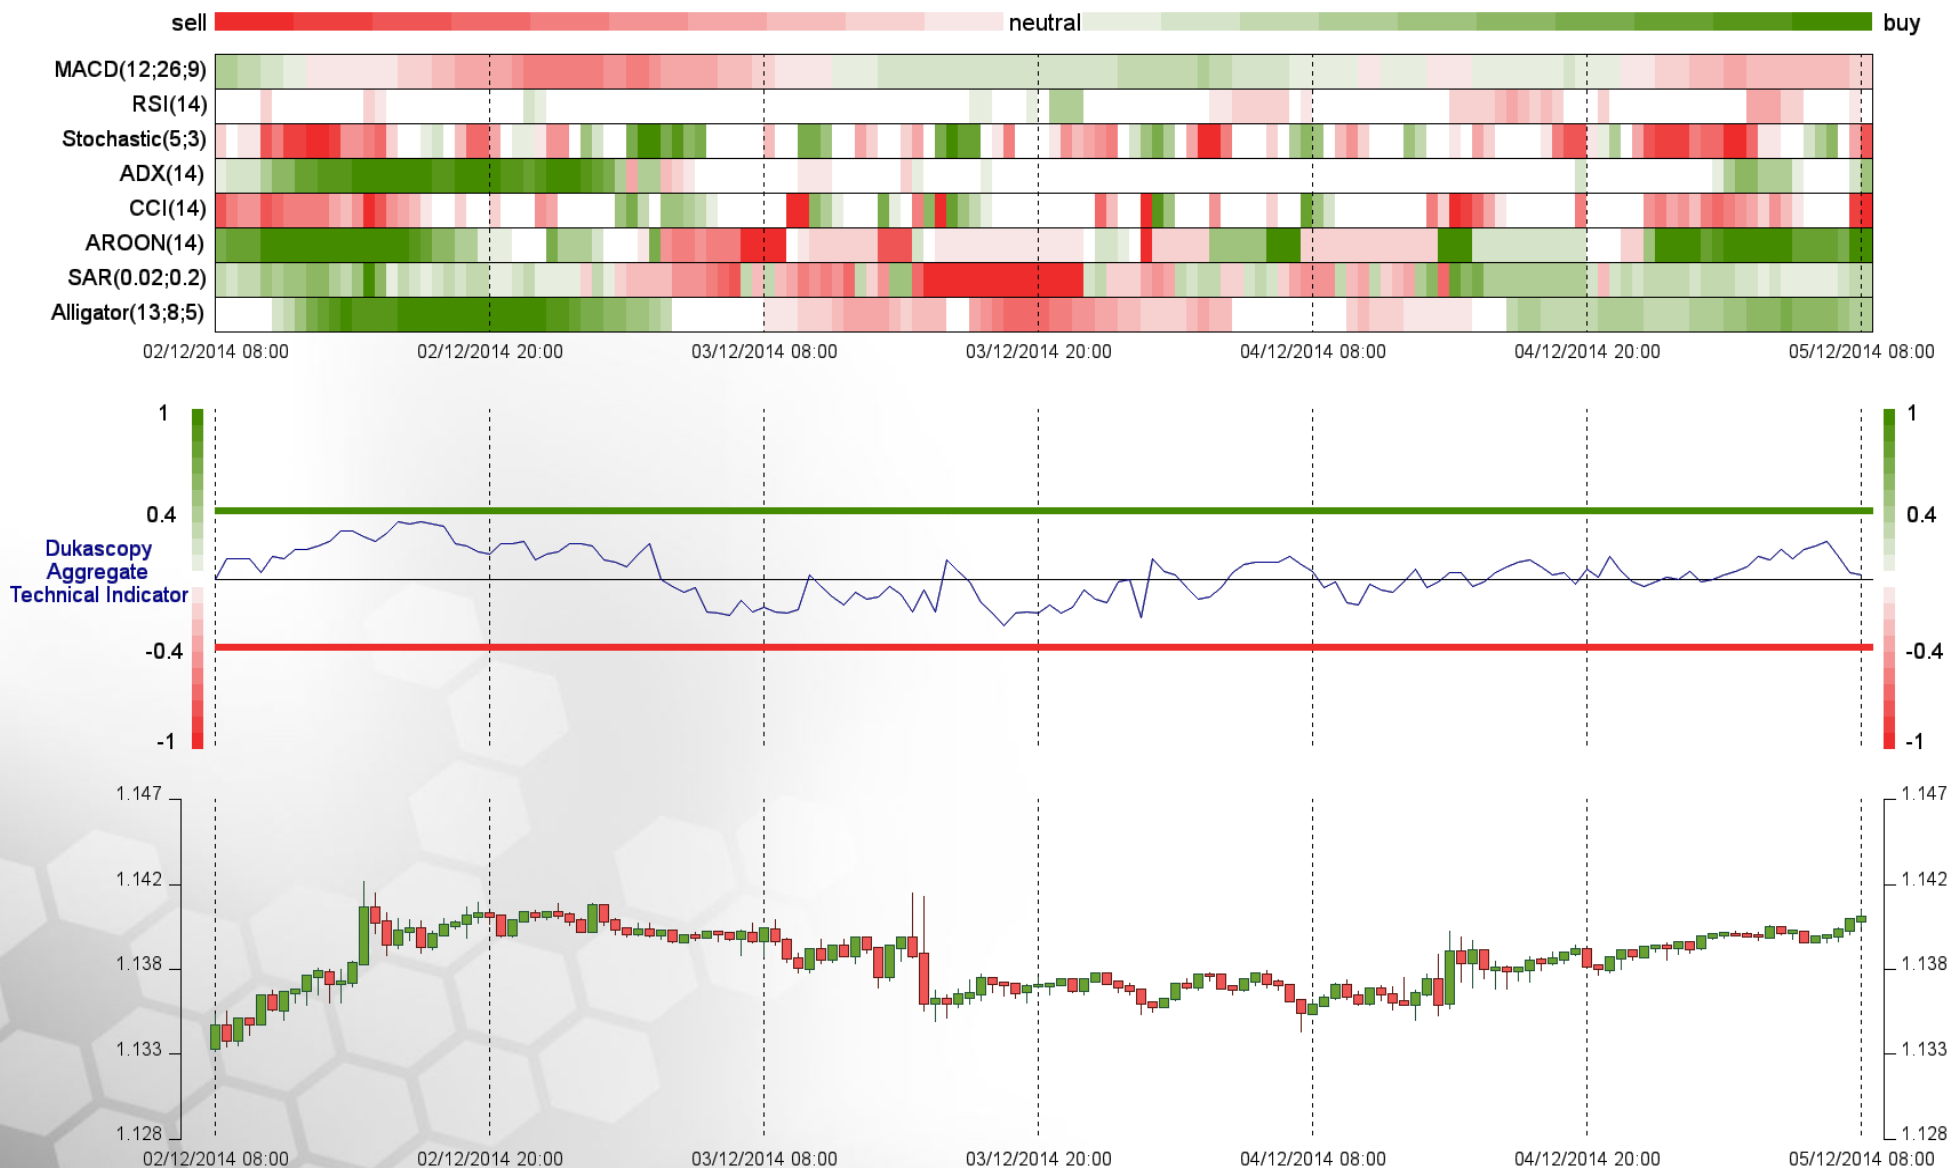 sell neutral buy
MACD(12;26;9)
RSI(14)
Stochastic(5;3)
ADX(14)
CCI(14)
AROON(14)
SAR(0.02;0.2)
Alligator(13;8;5)
02/12/2014 08:00 02/12/2014 20:00 03/12/2014 08:00 03/12/2014 20:00 04/12/2014 08:00 04/12/2014 20:00 05/12/2014 08:00
1 1
0.4 0.4
Dukascopy
Aggregate
Technical Indicator
-0.4 -0.4
-1 -1
1.147 1.147
1.142 1.142
1.138 1.138
1.133 1.133
1.128 1.128
02/12/2014 08:00 02/12/2014 20:00 03/12/2014 08:00 03/12/2014 20:00 04/12/2014 08:00 04/12/2014 20:00 05/12/2014 08:00